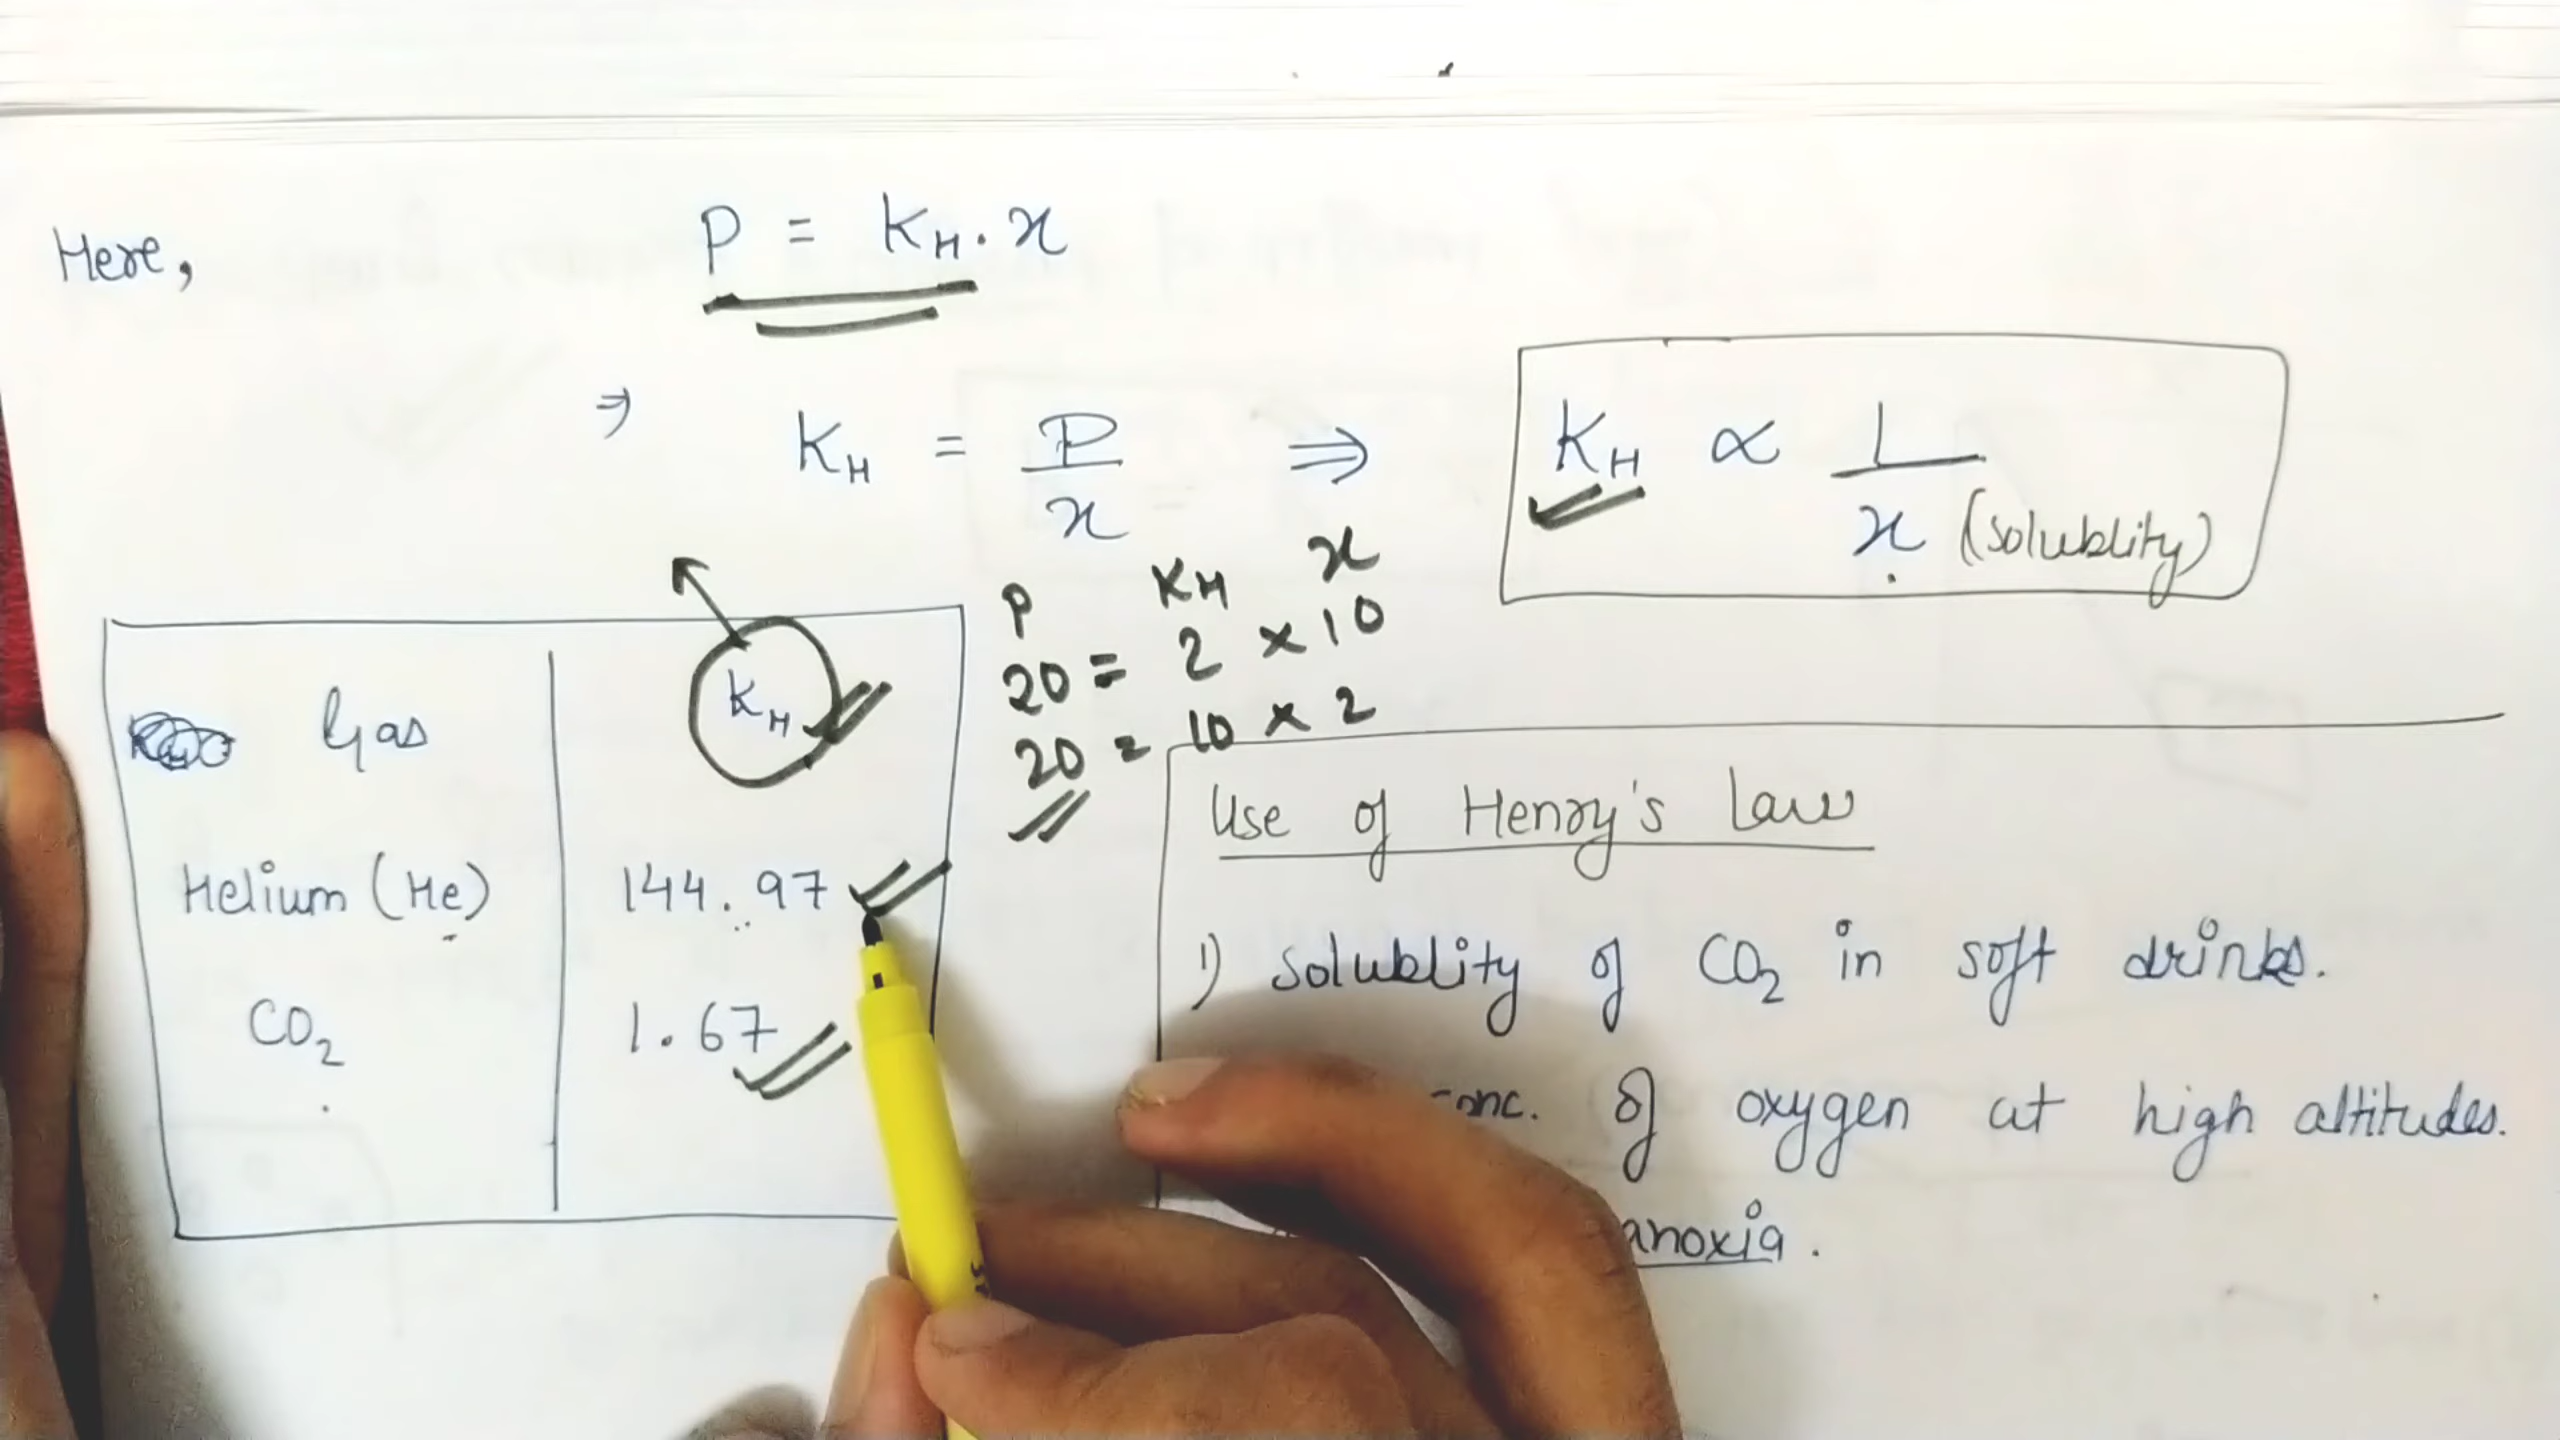 Here, P = KH . x
⇒ KH = P/x ⇒ KH ∝ 1/x (solublity)
P KH x
20 = 2 × 10
20 = 10 × 2
Gas KH
Helium (He) 144.97
CO2 1.67
Use of Henry's Law
1) solublity of CO2 in soft drinks.
of oxygen at high altitudes.
anoxia.